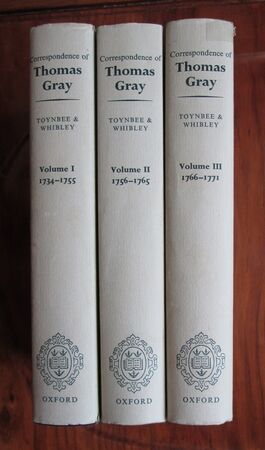 Correspondence of
Thomas
Gray
TOYNBEE &
WHIBLEY
Volume I
1734–1755
OXFORD
Correspondence of
Thomas
Gray
TOYNBEE &
WHIBLEY
Volume II
1756–1765
OXFORD
Correspondence of
Thomas
Gray
TOYNBEE &
WHIBLEY
Volume III
1766–1771
OXFORD